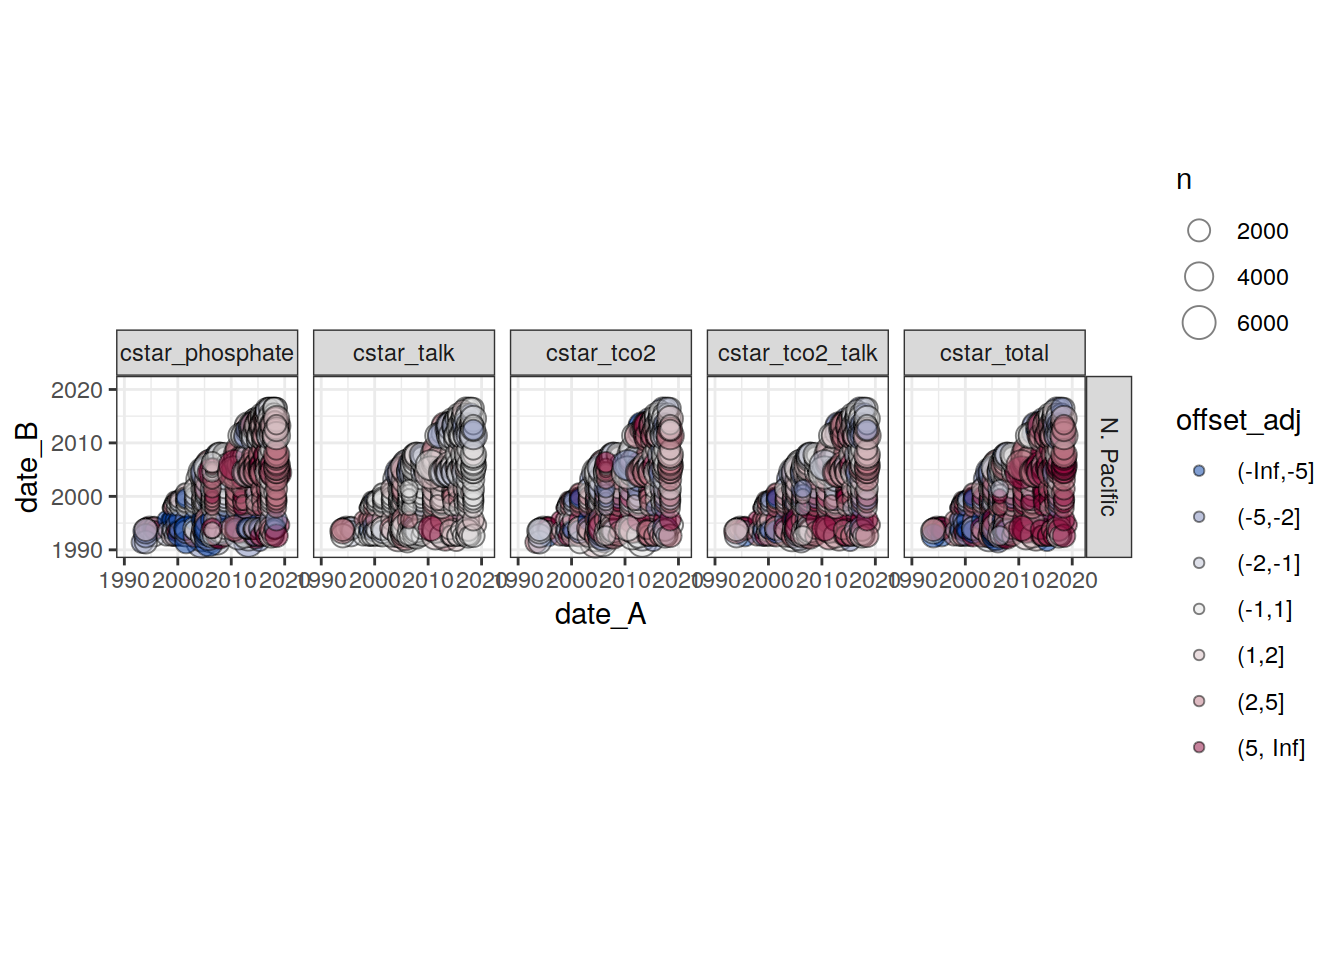 cstar_phosphate cstar_talk cstar_tco2 cstar_tco2_talk cstar_total
N. Pacific
2020
2010
2000
1990
date_B
1990 2000 2010 2020 1990 2000 2010 2020 1990 2000 2010 2020 1990 2000 2010 2020 1990 2000 2010 2020
date_A
n
2000
4000
6000
offset_adj
(-Inf,-5]
(-5,-2]
(-2,-1]
(-1,1]
(1,2]
(2,5]
(5, Inf]